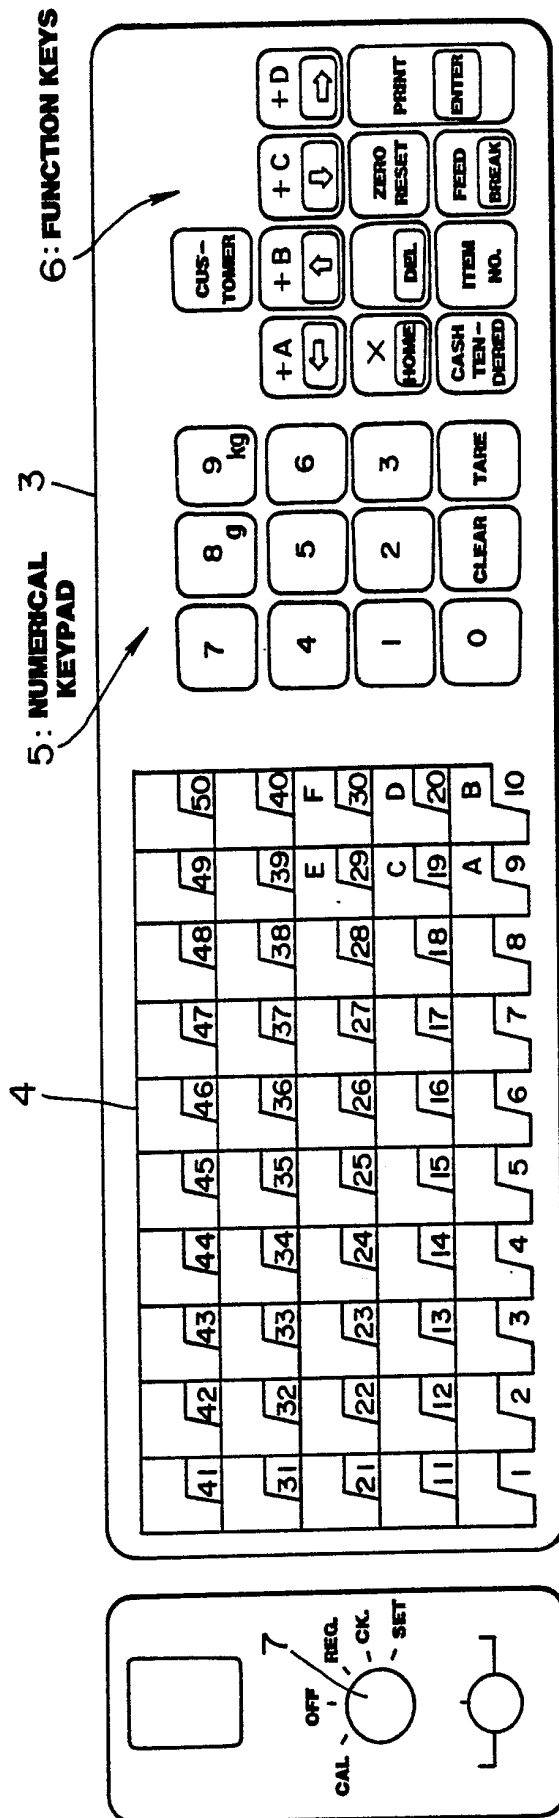 4
3
5: NUMERICAL
KEYPAD
6: FUNCTION KEYS
CAL. OFF REG. CK. SET
7
41 42 43 44 45 46 47 48 49 50
31 32 33 34 35 36 37 38 39 40
E F
21 22 23 24 25 26 27 28 29 30
C D
11 12 13 14 15 16 17 18 19 20
A B
1 2 3 4 5 6 7 8 9 10
7 8 g 9 kg
4 5 6
1 2 3
0 CLEAR TARE
CUS-
TOMER
+A +B +C +D
⇦ ⇧ ⇩ ⇨
X HOME
DEL
ZERO
RESET
PRINT
ENTER
CASH
TEN-
DERED
ITEM
NO.
FEED
BREAK